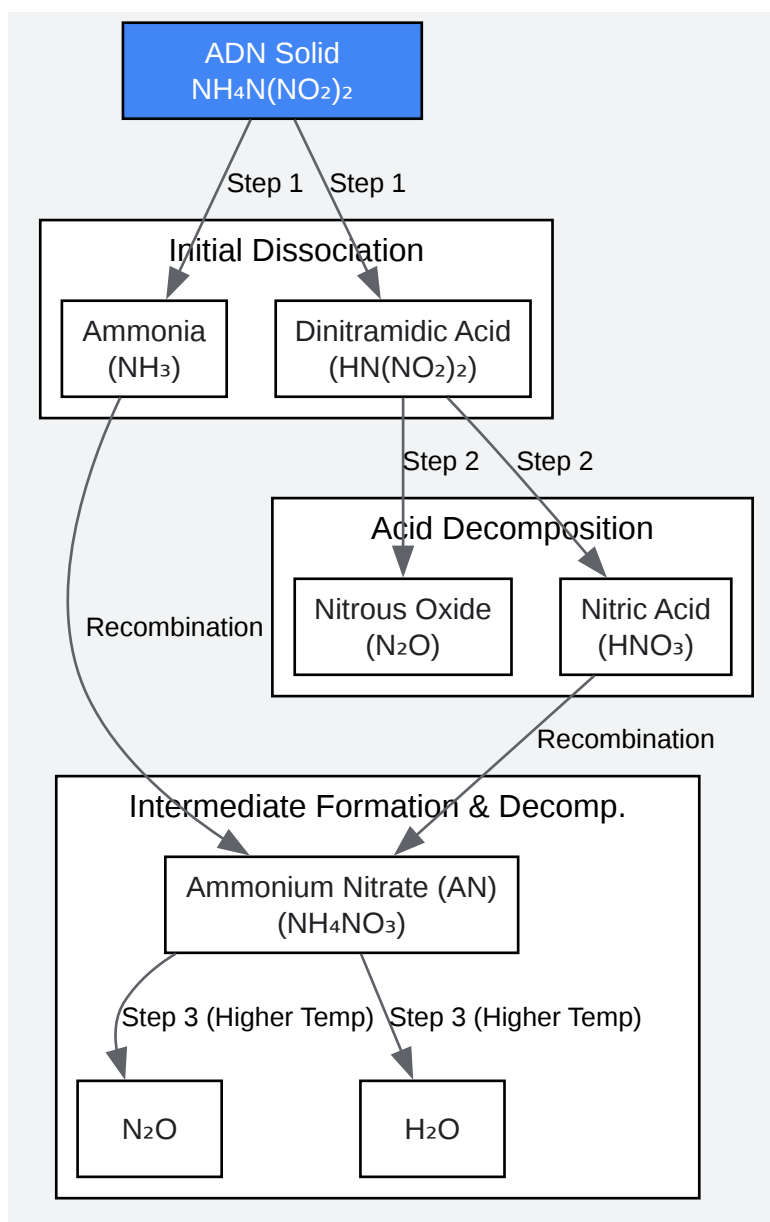 ADN Solid
NH₄N(NO₂)₂
Step 1
Step 1
Initial Dissociation
Ammonia
(NH₃)
Dinitramidic Acid
(HN(NO₂)₂)
Step 2
Step 2
Acid Decomposition
Nitrous Oxide
(N₂O)
Nitric Acid
(HNO₃)
Recombination
Recombination
Intermediate Formation & Decomp.
Ammonium Nitrate (AN)
(NH₄NO₃)
Step 3 (Higher Temp)
Step 3 (Higher Temp)
N₂O
H₂O